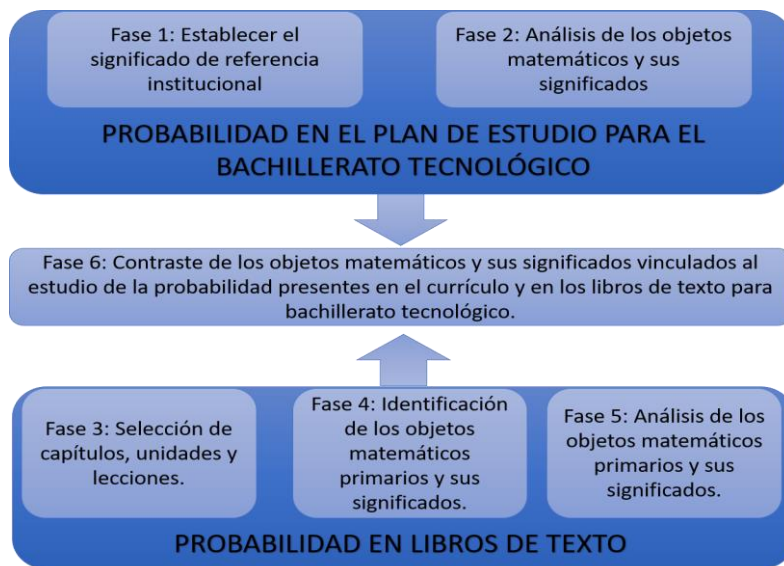 Fase 1: Establecer el
significado de referencia
institucional
Fase 2: Análisis de los objetos
matemáticos y sus
significados
PROBABILIDAD EN EL PLAN DE ESTUDIO PARA EL
BACHILLERATO TECNOLÓGICO
Fase 6: Contraste de los objetos matemáticos y sus significados vinculados al
estudio de la probabilidad presentes en el currículo y en los libros de texto para
bachillerato tecnológico.
Fase 3: Selección de
capítulos, unidades y
lecciones.
Fase 4: Identificación
de los objetos
matemáticos
primarios y sus
significados.
Fase 5: Análisis de los
objetos matemáticos
primarios y sus
significados.
PROBABILIDAD EN LIBROS DE TEXTO